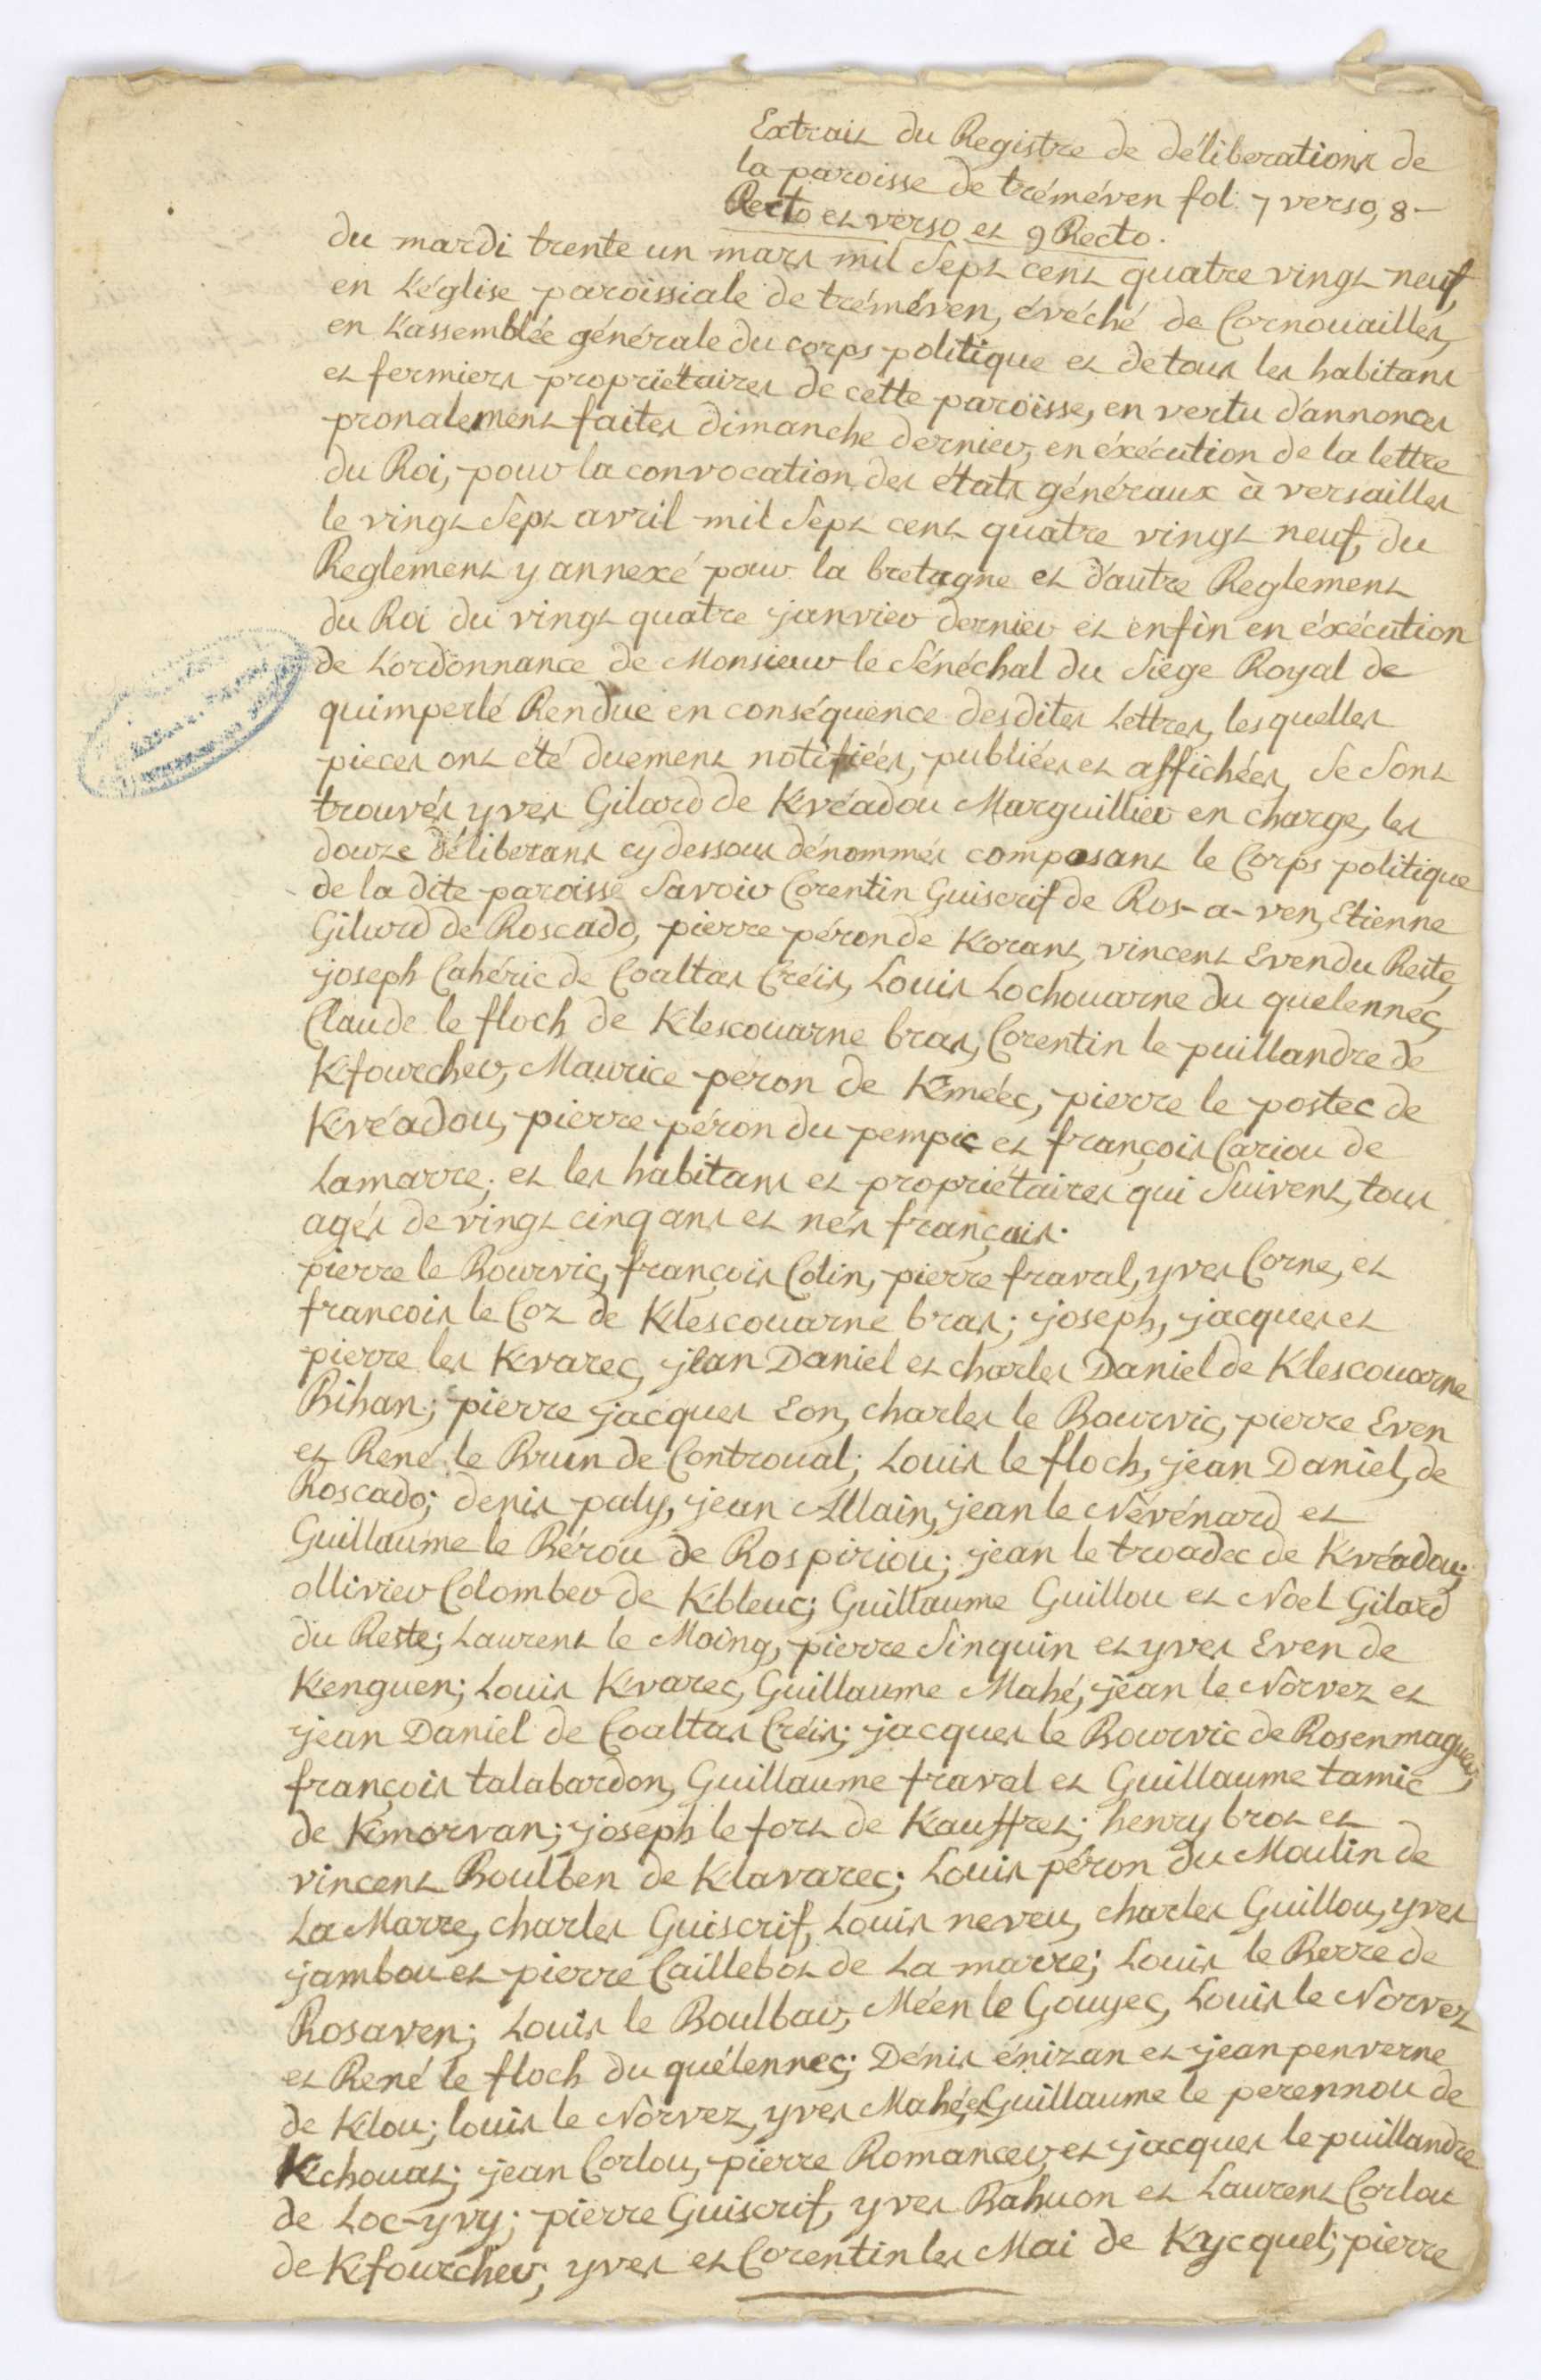 Extrait du Registre de déliberations de
la paroisse de tréméven fol. 7 verso, 8 –
Recto et verso et 9 Recto.
du mardi trente un mars mil sept cent quatre vingt neuf,
en L'église paroissiale de tréméven, évéché de Cornouailles,
en L'assemblée générale du corps politique et de tous les habitans
et fermiers propriétaires de cette paroisse, en vertu d'annonces
pronalement faites dimanche dernier, en éxécution de la lettre
du Roi, pour la convocation des états généraux à versailles
le vingt sept avril mil sept cent quatre vingt neuf, du
Reglement y annexé pour la bretagne et d'autre Reglement
du Roi du vingt quatre janvier dernier et enfin en éxécution
de L'ordonnance de Monsieur le Sénéchal du Siege Royal de
quimperlé Rendue en conséquence desdites Lettres, lesquelles
pieces ont été duement notifiées, publiées et affichées, se sont
trouvés yves Gilard de Kvéadou Marguillier en charge, les
douze déliberans cy dessous dénommés composant le Corps politique
de la dite paroisse savoir Corentin Guiscrif de Ros-a-ven, Etienne
Gilard de Roscado, pierre péron de Korant, vincent Even du Reste,
joseph Cahéric de Coaltas Créis, Louis Lochouarne du quelennec,
Claude le floch de Klescouarne bras, Corentin le puillandre de
Kfourcher, Maurice péron de Kméec, pierre le postec de
Kvéadou, pierre péron du pempic et françois Cariou de
Lamarre; et les habitans et propriétaires qui suivent, tous
agés de vingt cinq ans et nés français.
pierre le Bourvic, françois Colin, pierre fraval, yves Corne, et
francois le Coz de Klescouarne bras; joseph, jacques et
pierre les Kvarec, jean Daniel et charles Daniel de Klescouarne
Bihan; pierre jacques Eon, charles le Bourvic, pierre Even
et René le Brun de Controual; Louis le floch, jean Daniel, de
Roscado; denis paly, jean Allain, jean le Névénard et
Guillaume le Bérou de Rospiriou; jean le troadec de Kvéadou;
ollivier Colomber de Kbleuc; Guillaume Guillou et Noel Gilard
du Reste; Laurent le Moing, pierre Sinquin et yves Even de
Kenguen; Louis Kvarec, Guillaume Mahé, jean le Norvez et
jean Daniel de Coaltas Créis; jacques le Bourvic de Rosenmaguer;
françois talabardon, Guillaume fraval et Guillaume tamic
de Kmorvan; joseph le fort de Kauffret; henry brot et
vincent Boulben de Klavarec; Louis péron du Moulin de
La Marre, charles Guiscrif, Louis neveu, charles Guillou, yves
jambou et pierre Caillebot de La marre; Louis le Berre de
Rosaven; Louis le Boulbar, Méen le Gouyec, Louis le Norvez
et René le floch du quélennec; Dénis énizan et jean penverne
de Klou; louis le Norvez, yves Mahé, et Guillaume le perennou de
Kchouat; jean Corlou, pierre Romancer, et jacques le puillandre
de Loc-yvy; pierre Guiscrif, yves Bahuon et Laurent Corlou
de Kfourcher; yves et Corentin les Mai de Kycquel; pierre